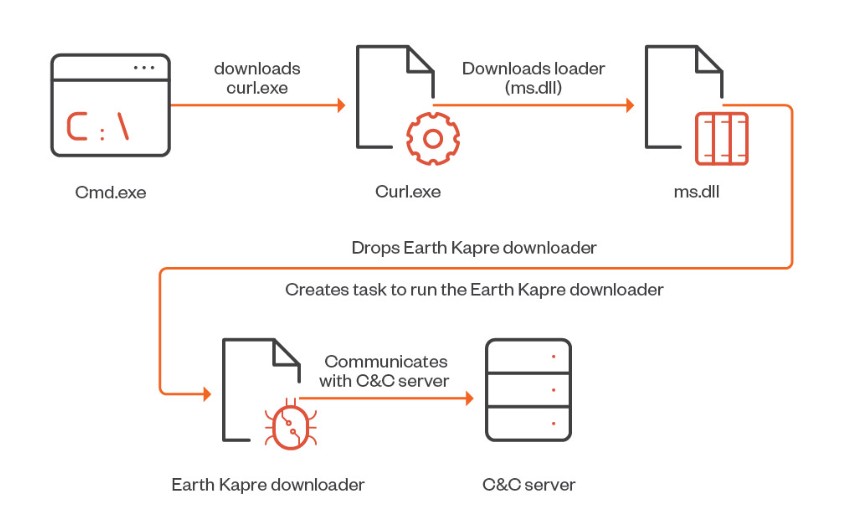 downloads
curl.exe
Downloads loader
(ms.dll)
C:\
Cmd.exe
Curl.exe
ms.dll
Drops Earth Kapre downloader
Creates task to run the Earth Kapre downloader
Communicates
with C&C server
Earth Kapre downloader
C&C server